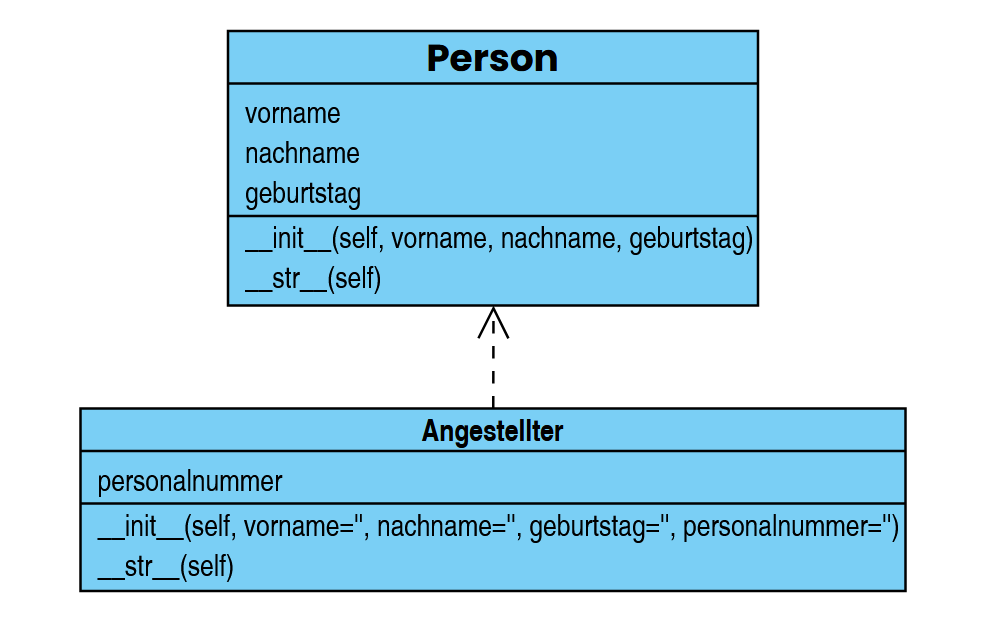 Person
vorname
nachname
geburtstag
__init__(self, vorname, nachname, geburtstag)
__str__(self)
Angestellter
personalnummer
__init__(self, vorname='', nachname='', geburtstag='', personalnummer='')
__str__(self)